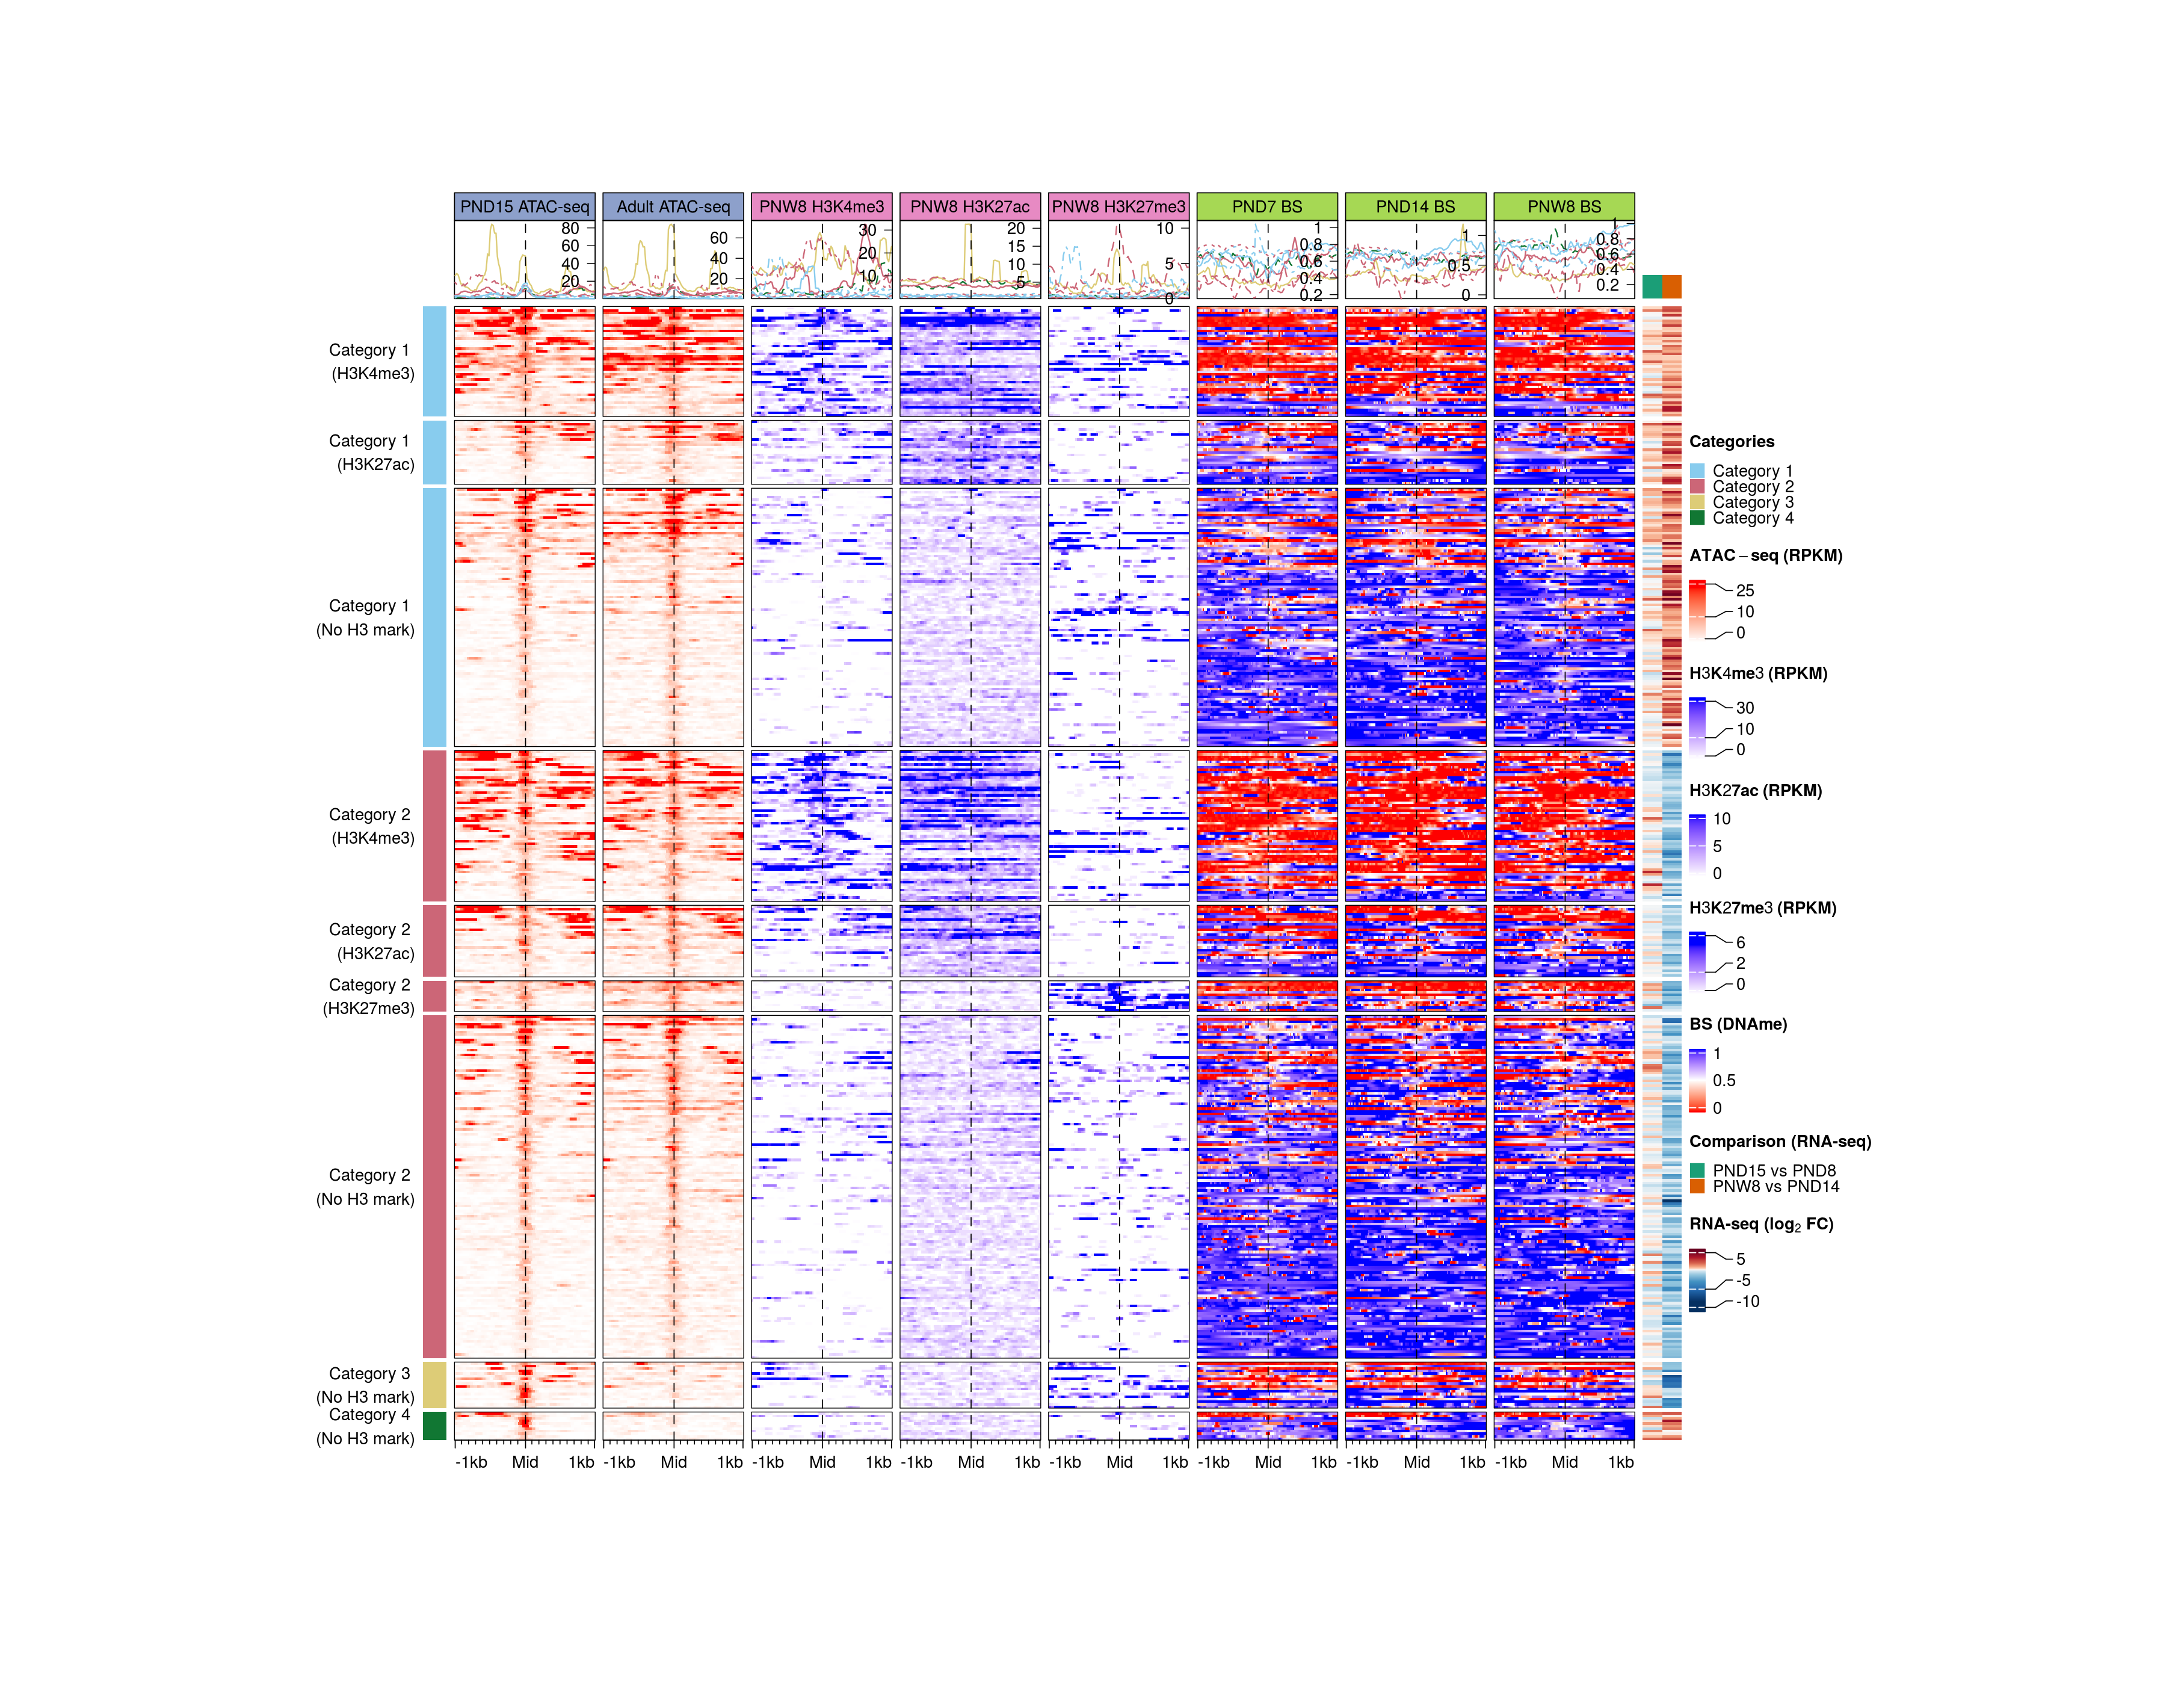 PND15 ATAC-seq Adult ATAC-seq PNW8 H3K4me3 PNW8 H3K27ac PNW8 H3K27me3 PND7 BS PND14 BS PNW8 BS
80
60
40
20
60
40
20
30
20
10
20
15
10
5
10
5
0
1
0.8
0.6
0.4
0.2
1
0.5
0
1
0.8
0.6
0.4
0.2
Category 1
(H3K4me3)
Category 1
(H3K27ac)
Category 1
(No H3 mark)
Category 2
(H3K4me3)
Category 2
(H3K27ac)
Category 2
(H3K27me3)
Category 2
(No H3 mark)
Category 3
(No H3 mark)
Category 4
(No H3 mark)
-1kb Mid 1kb -1kb Mid 1kb -1kb Mid 1kb -1kb Mid 1kb -1kb Mid 1kb -1kb Mid 1kb -1kb Mid 1kb -1kb Mid 1kb
Categories
Category 1
Category 2
Category 3
Category 4
ATAC−seq (RPKM)
25
10
0
H3K4me3 (RPKM)
30
10
0
H3K27ac (RPKM)
10
5
0
H3K27me3 (RPKM)
6
2
0
BS (DNAme)
1
0.5
0
Comparison (RNA-seq)
PND15 vs PND8
PNW8 vs PND14
RNA-seq (log₂ FC)
5
-5
-10